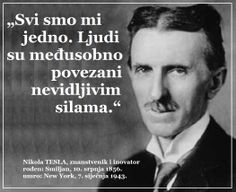 „Svi smo mi
jedno. Ljudi
su međusobno
povezani
nevidljivim
silama.“
Nikola TESLA, znanstvenik i inovator
rođen: Smiljan, 10. srpnja 1856.
umro: New York, 7. siječnja 1943.